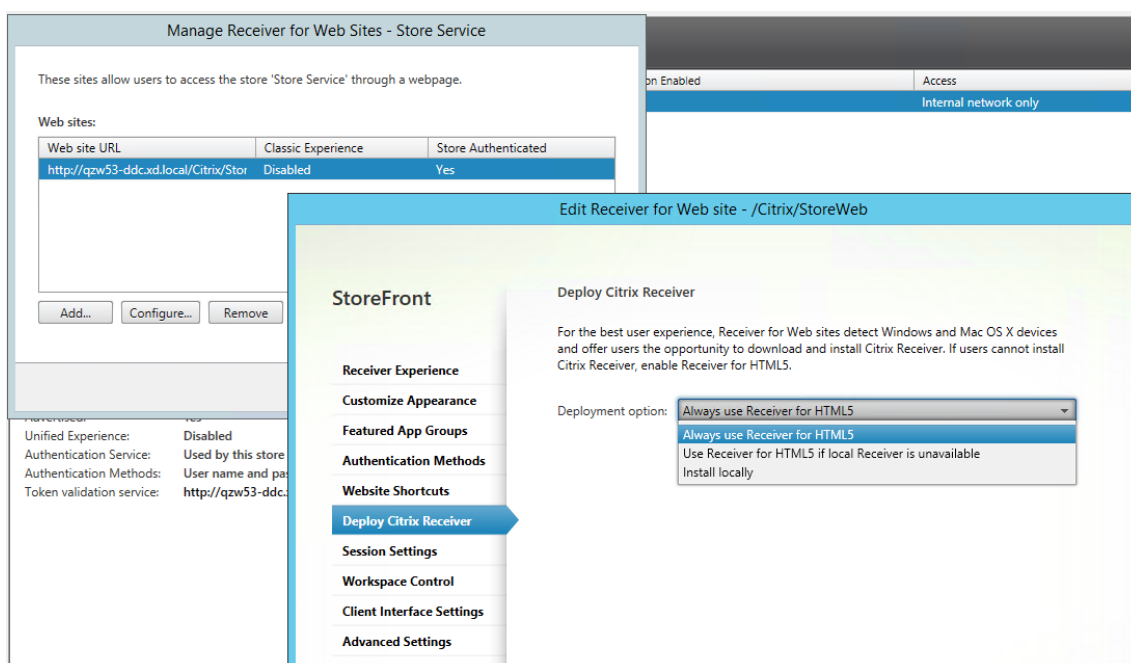 Manage Receiver for Web Sites - Store Service
These sites allow users to access the store 'Store Service' through a webpage.
Web sites:
Web site URL Classic Experience Store Authenticated
http://qzw53-ddc.xd.local/Citrix/Stor Disabled Yes
Add... Configure... Remove
Enabled Access
Internal network only
Unified Experience: Disabled
Authentication Service: Used by this store
Authentication Methods: User name and
Token validation service: http://qzw53-ddc.
Edit Receiver for Web site - /Citrix/StoreWeb
StoreFront
Receiver Experience
Customize Appearance
Featured App Groups
Authentication Methods
Website Shortcuts
Deploy Citrix Receiver
Session Settings
Workspace Control
Client Interface Settings
Advanced Settings
Deploy Citrix Receiver
For the best user experience, Receiver for Web sites detect Windows and Mac OS X devices
and offer users the opportunity to download and install Citrix Receiver. If users cannot install
Citrix Receiver, enable Receiver for HTML5.
Deployment option: Always use Receiver for HTML5
Always use Receiver for HTML5
Use Receiver for HTML5 if local Receiver is unavailable
Install locally